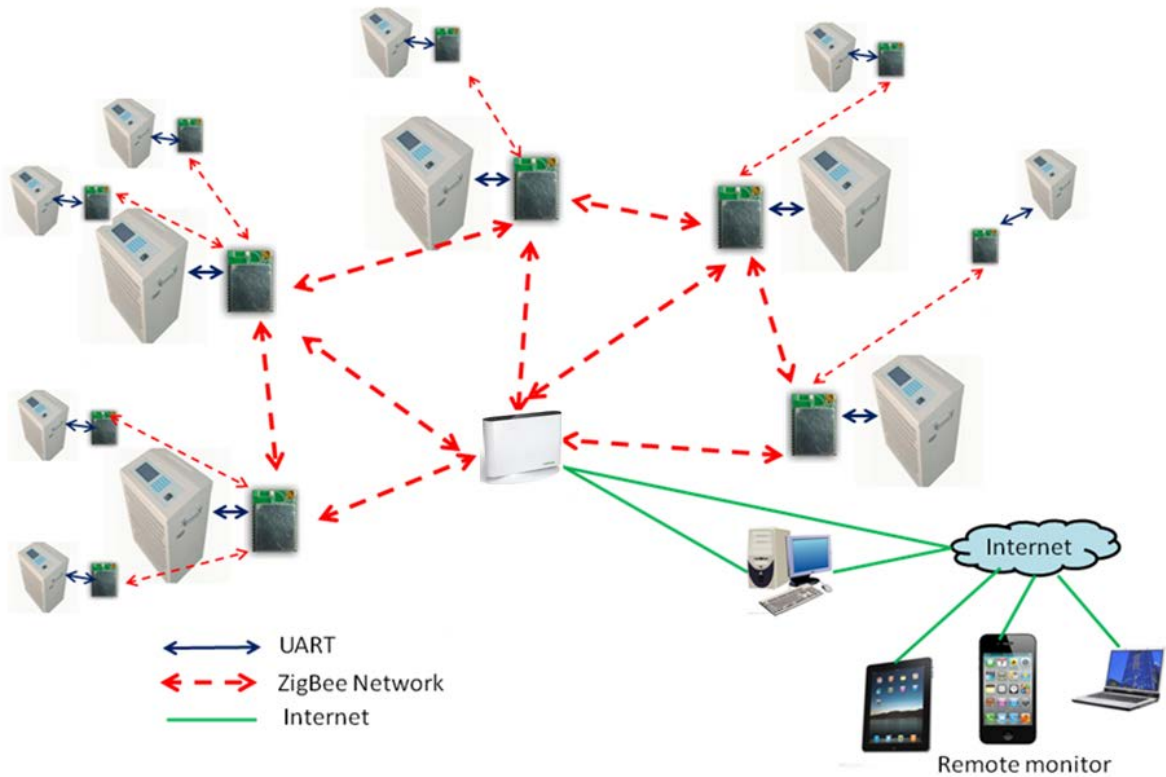 Internet
UART
ZigBee Network
Internet
Remote monitor